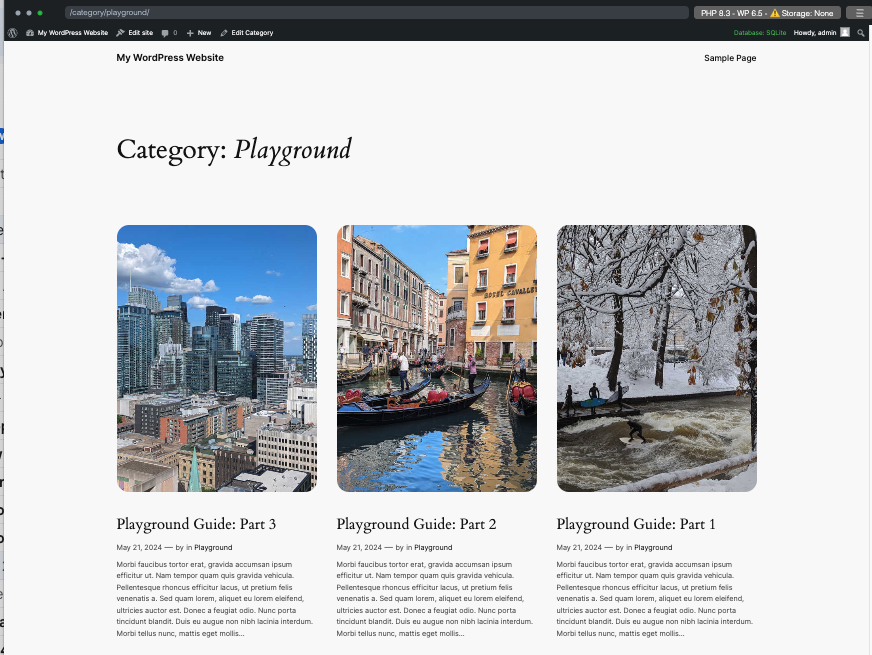 /category/playground/
PHP 8.3 - WP 6.5 - ⚠️ Storage: None
My WordPress Website
Edit site
0
New
Edit Category
Database: SQLite
Howdy, admin
My WordPress Website
Sample Page
Category: Playground
HOTEL CAVALLE
Playground Guide: Part 3
May 21, 2024 — by in Playground
Morbi faucibus tortor erat, gravida accumsan ipsum
efficitur ut. Nam tempor quam quis gravida vehicula.
Pellentesque rhoncus efficitur lacus, ut pretium felis
venenatis a. Sed quam lorem, aliquet eu lorem eleifend,
ultricies auctor est. Donec a feugiat odio. Nunc porta
tincidunt blandit. Duis eu augue non nibh lacinia interdum.
Morbi tellus nunc, mattis eget mollis…
Playground Guide: Part 2
May 21, 2024 — by in Playground
Morbi faucibus tortor erat, gravida accumsan ipsum
efficitur ut. Nam tempor quam quis gravida vehicula.
Pellentesque rhoncus efficitur lacus, ut pretium felis
venenatis a. Sed quam lorem, aliquet eu lorem eleifend,
ultricies auctor est. Donec a feugiat odio. Nunc porta
tincidunt blandit. Duis eu augue non nibh lacinia interdum.
Morbi tellus nunc, mattis eget mollis…
Playground Guide: Part 1
May 21, 2024 — by in Playground
Morbi faucibus tortor erat, gravida accumsan ipsum
efficitur ut. Nam tempor quam quis gravida vehicula.
Pellentesque rhoncus efficitur lacus, ut pretium felis
venenatis a. Sed quam lorem, aliquet eu lorem eleifend,
ultricies auctor est. Donec a feugiat odio. Nunc porta
tincidunt blandit. Duis eu augue non nibh lacinia interdum.
Morbi tellus nunc, mattis eget mollis…